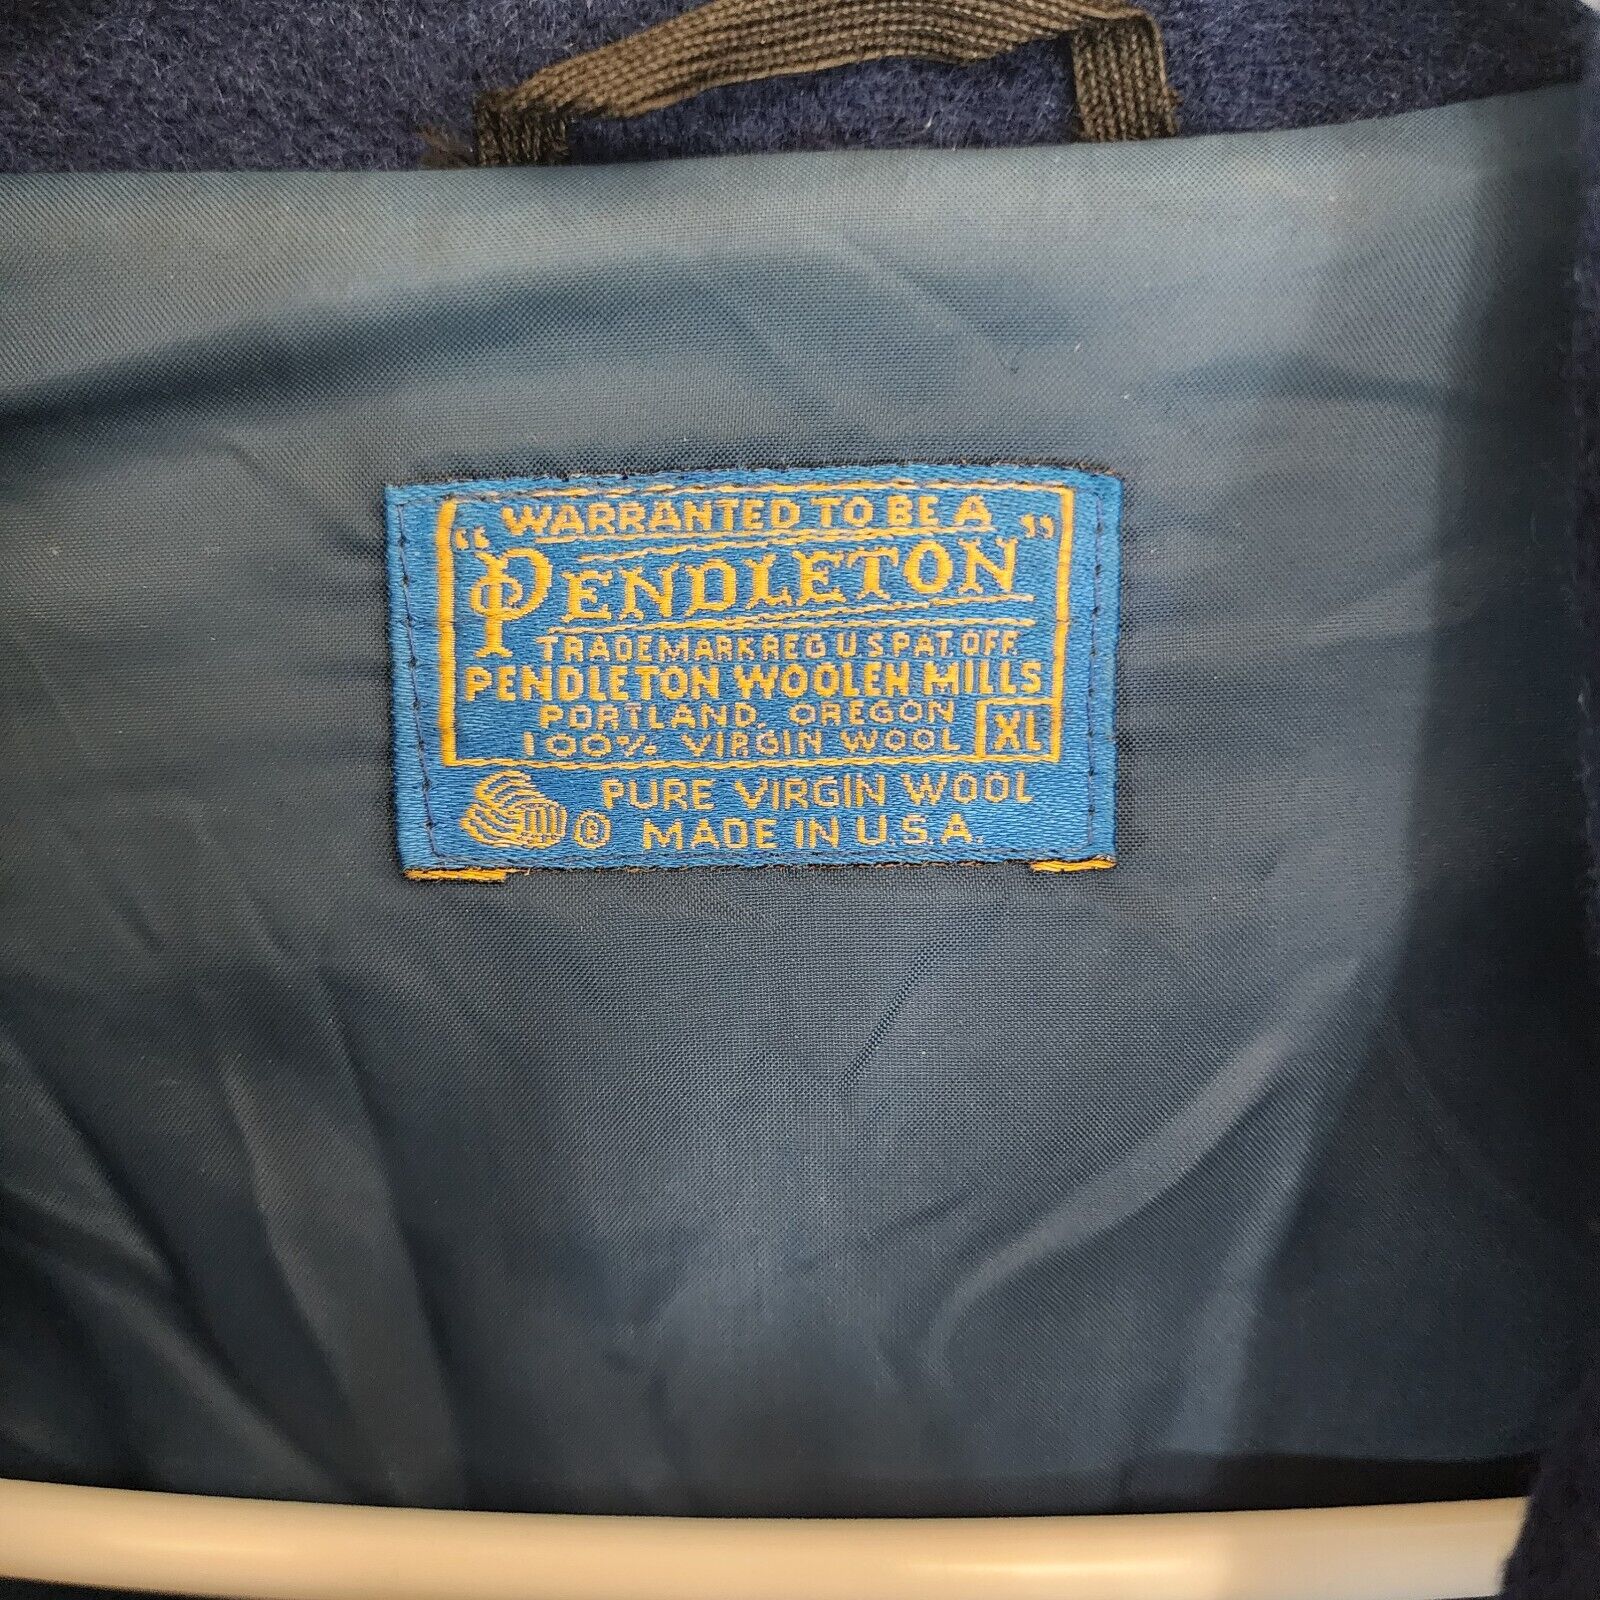 "WARRANTED TO BE A
PENDLETON"
TRADEMARK REG U S PAT. OFF.
PENDLETON WOOLEN MILLS
PORTLAND, OREGON
100% VIRGIN WOOL XL
® PURE VIRGIN WOOL
MADE IN U.S.A.